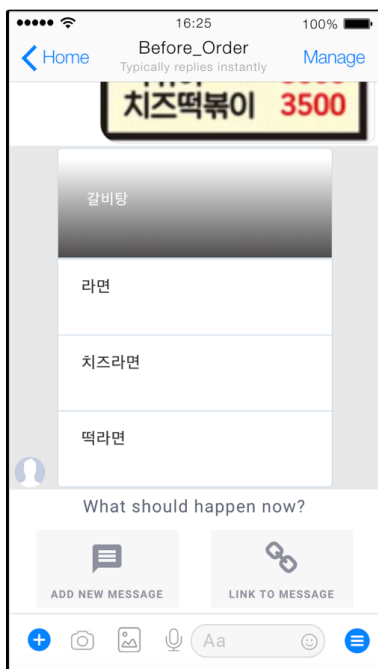 16:25
100%
Home
Before_Order
Manage
Typically replies instantly
치즈떡볶이 3500
갈비탕
라면
치즈라면
떡라면
What should happen now?
ADD NEW MESSAGE
LINK TO MESSAGE
Aa